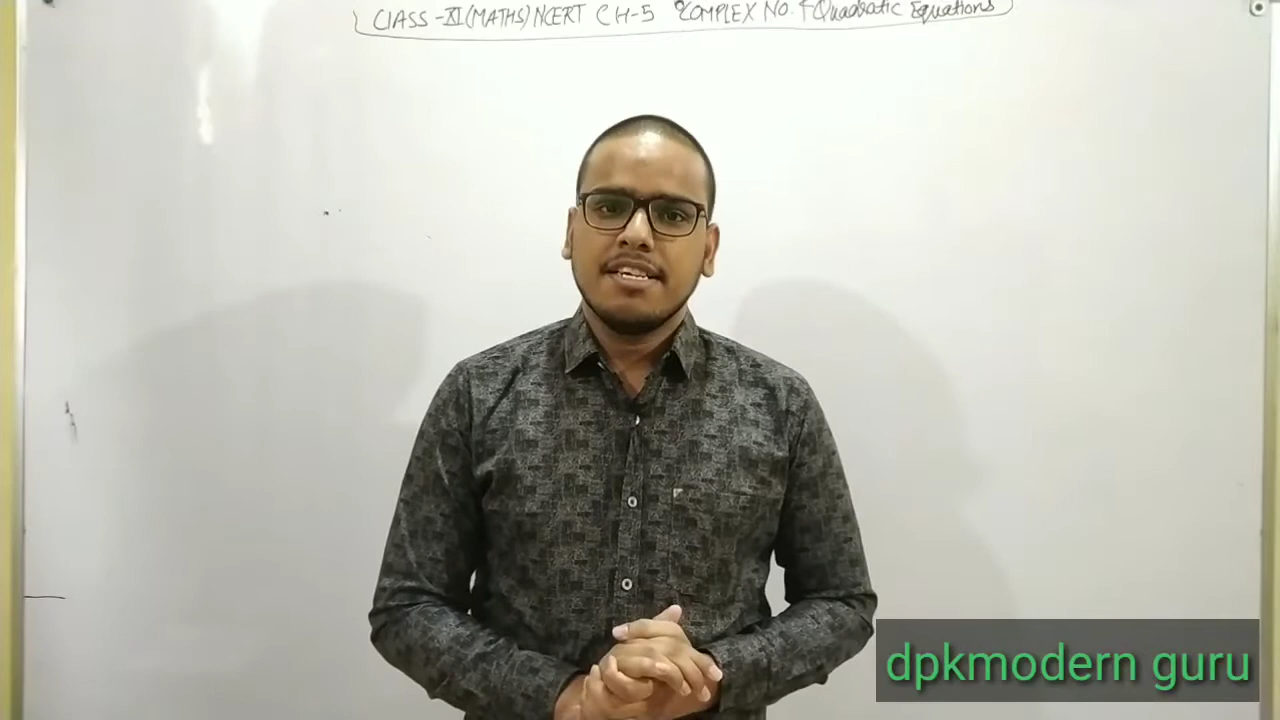 CLASS -XI (MATHS) NCERT CH-5 COMPLEX NO. & Quadratic Equations
dpkmodern guru